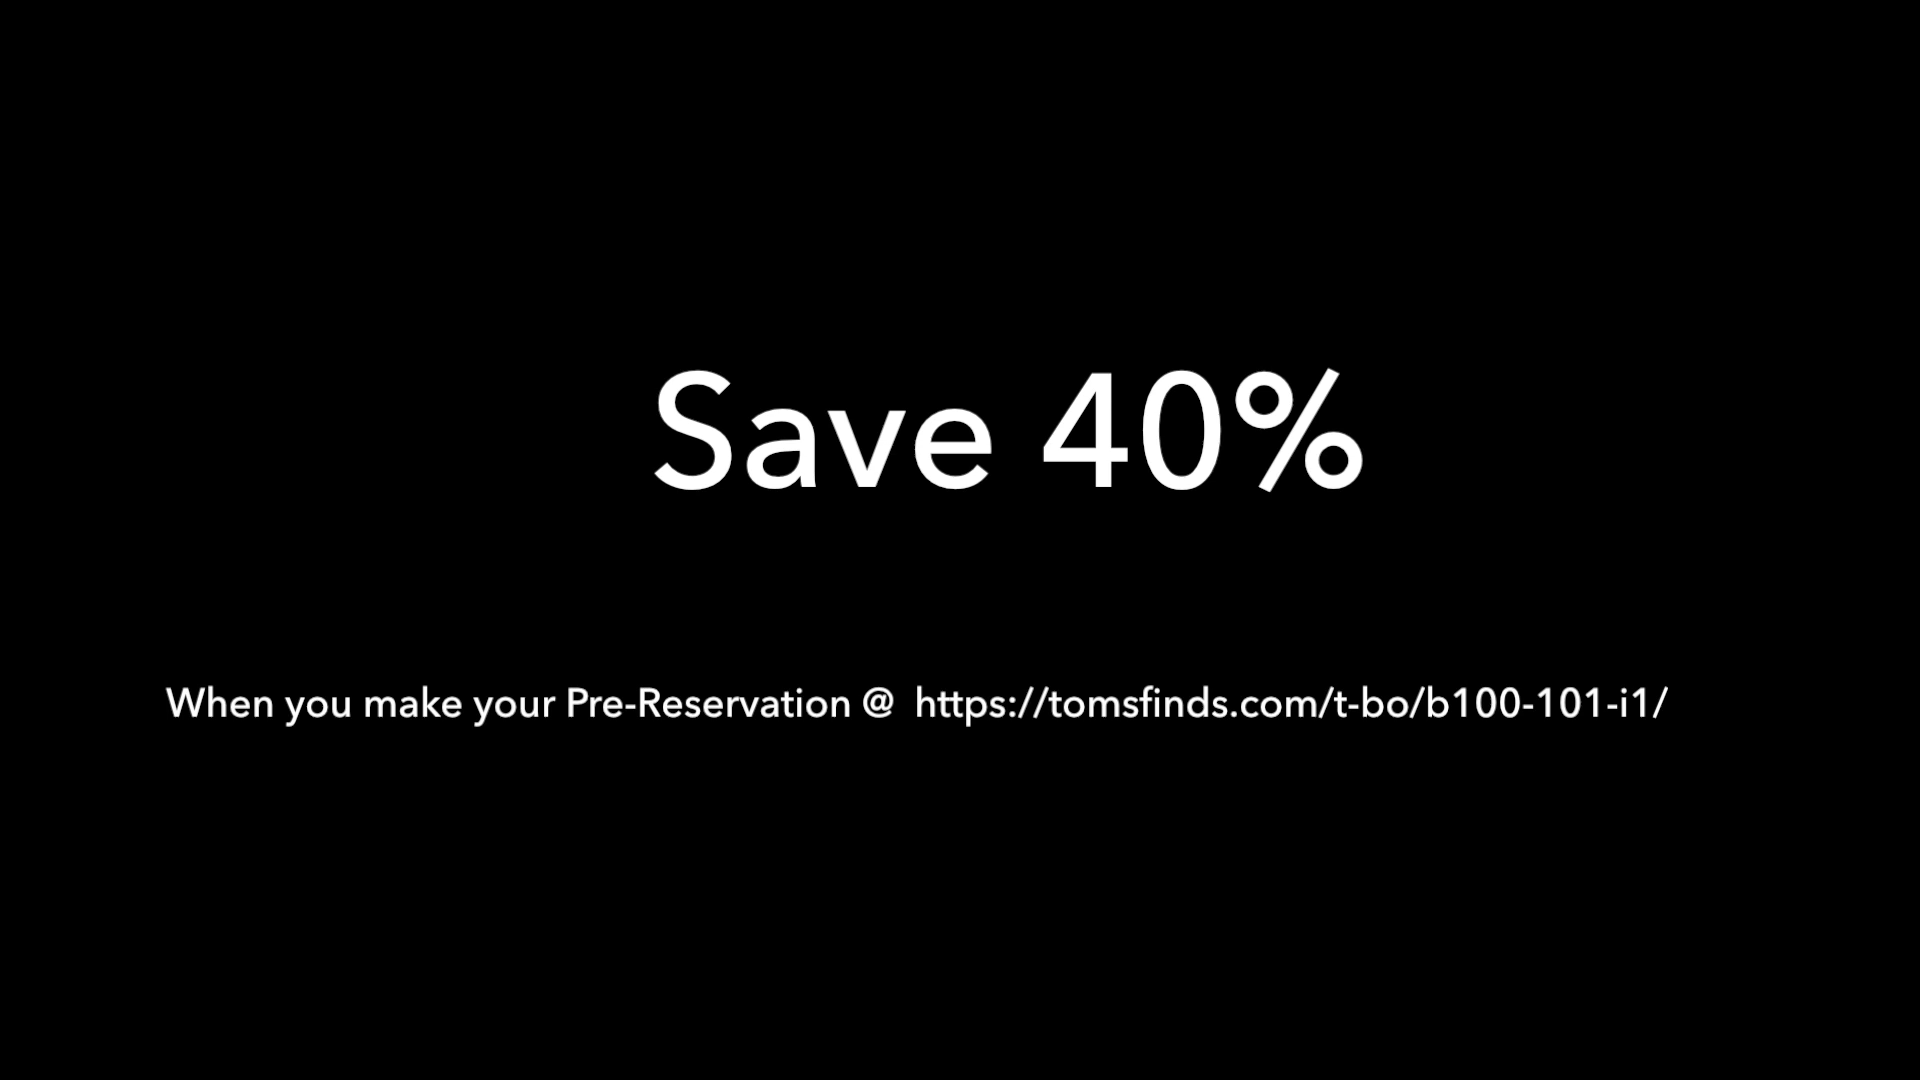 Save 40%
When you make your Pre-Reservation @ https://tomsfinds.com/t-bo/b100-101-i1/